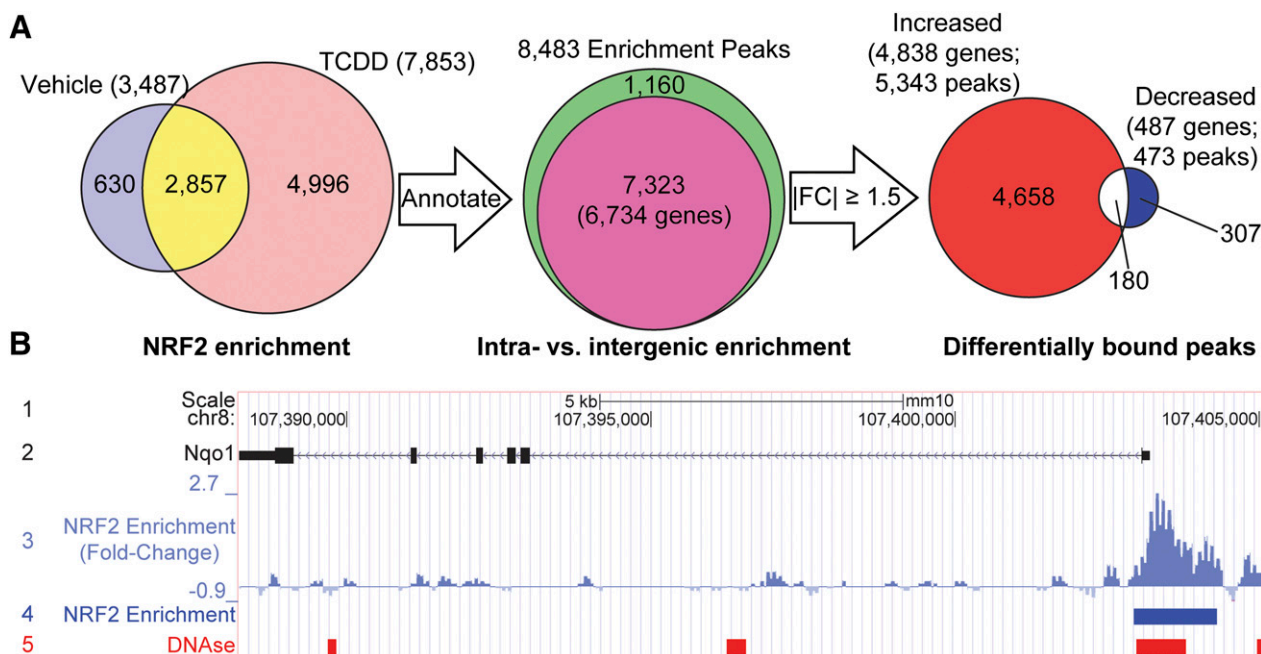 A
Vehicle (3,487)
TCDD (7,853)
630
2,857
4,996
Annotate
8,483 Enrichment Peaks
1,160
7,323
(6,734 genes)
|FC| ≥ 1.5
Increased
(4,838 genes;
5,343 peaks)
Decreased
(487 genes;
473 peaks)
4,658
307
180
NRF2 enrichment
Intra- vs. intergenic enrichment
Differentially bound peaks
B
1
Scale
chr8:
5 kb
mm10
107,390,000
107,395,000
107,400,000
107,405,000
2
Nqo1
2.7
3
NRF2 Enrichment
(Fold-Change)
-0.9
4
NRF2 Enrichment
5
DNAse